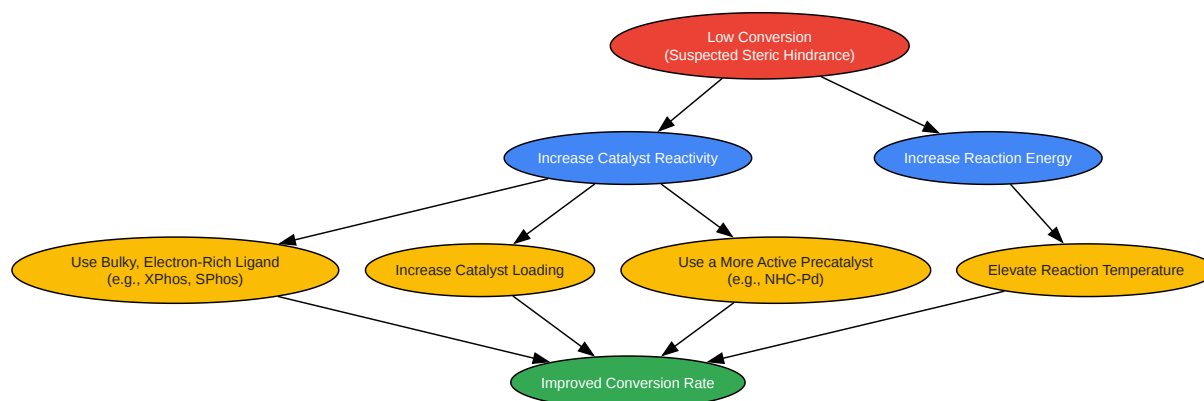 Low Conversion
(Suspected Steric Hindrance)
Increase Catalyst Reactivity
Increase Reaction Energy
Use Bulky, Electron-Rich Ligand
(e.g., XPhos, SPhos)
Increase Catalyst Loading
Use a More Active Precatalyst
(e.g., NHC-Pd)
Elevate Reaction Temperature
Improved Conversion Rate